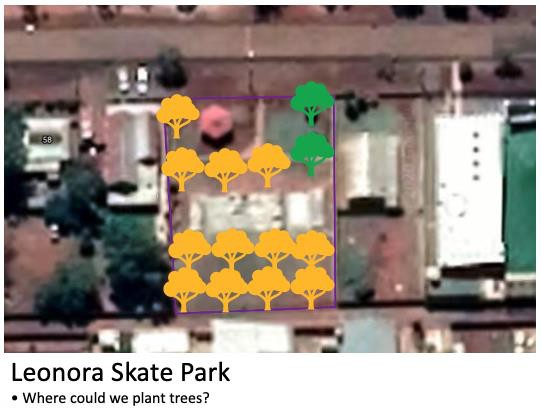 58
Leonora Skate Park
• Where could we plant trees?